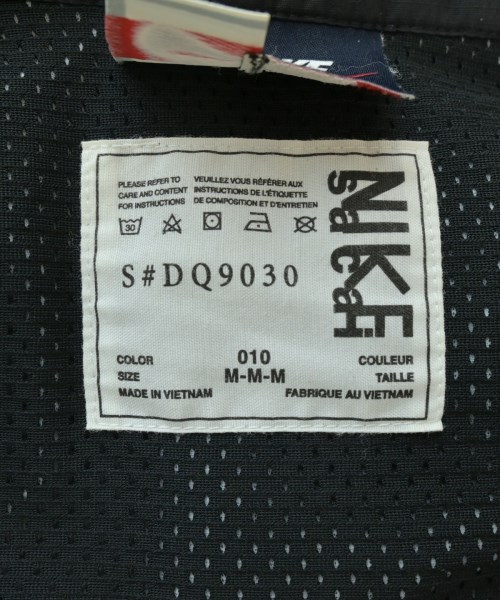 PLEASE REFER TO
CARE AND CONTENT
FOR INSTRUCTIONS
VEUILLEZ VOUS RÉFÉRER AUX
INSTRUCTIONS DE L'ÉTIQUETTE
DE COMPOSITION ET D'ENTRETIEN
30
S#DQ9030
NIKE
sacai
COLOR 010 COULEUR
SIZE M-M-M TAILLE
MADE IN VIETNAM FABRIQUE AU VIETNAM